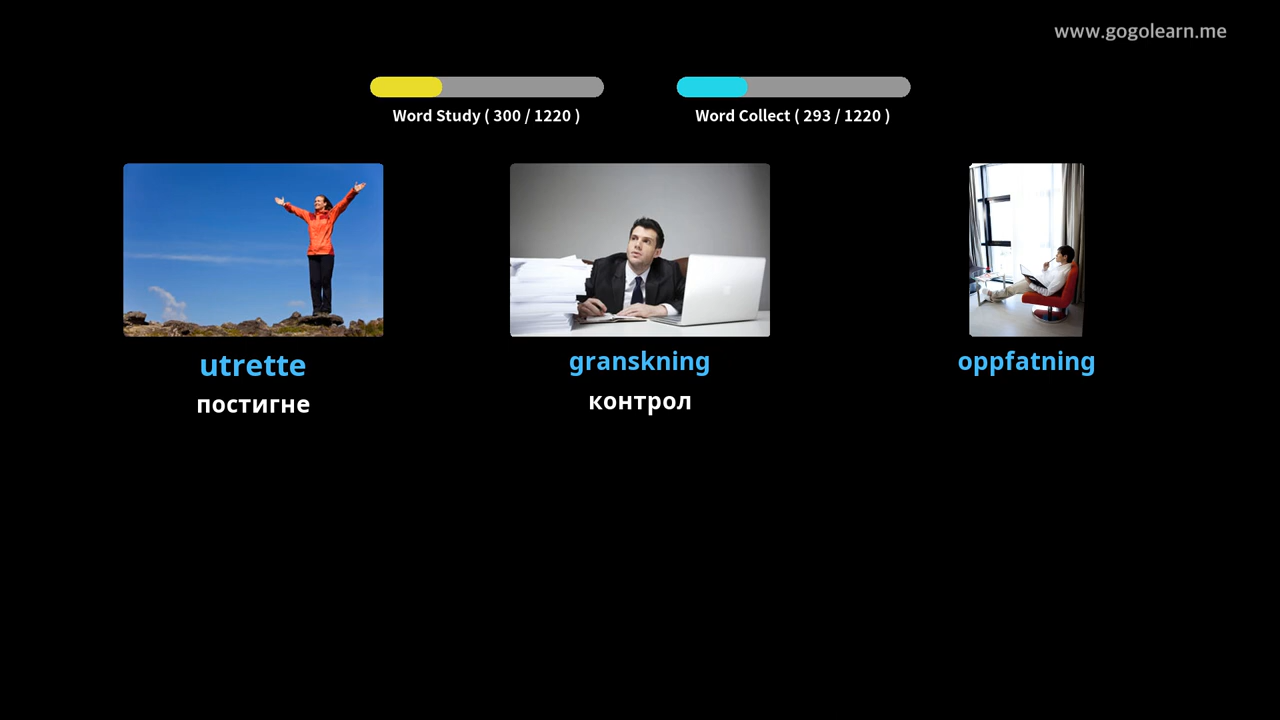 www.gogolearn.me
Word Study ( 300 / 1220 )
Word Collect ( 293 / 1220 )
utrette
granskning
oppfatning
постигне
контрол